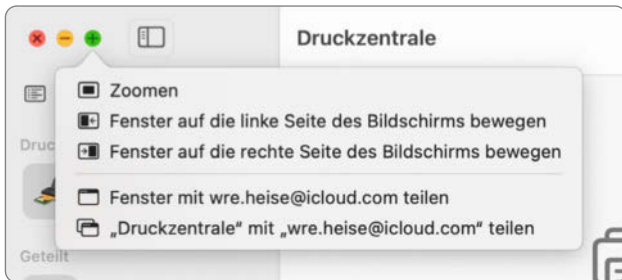 Druckzentrale
Zoomen
Fenster auf die linke Seite des Bildschirms bewegen
Fenster auf die rechte Seite des Bildschirms bewegen
Druc
Fenster mit wre.heise@icloud.com teilen
„Druckzentrale“ mit „wre.heise@icloud.com“ teilen
Geteilt